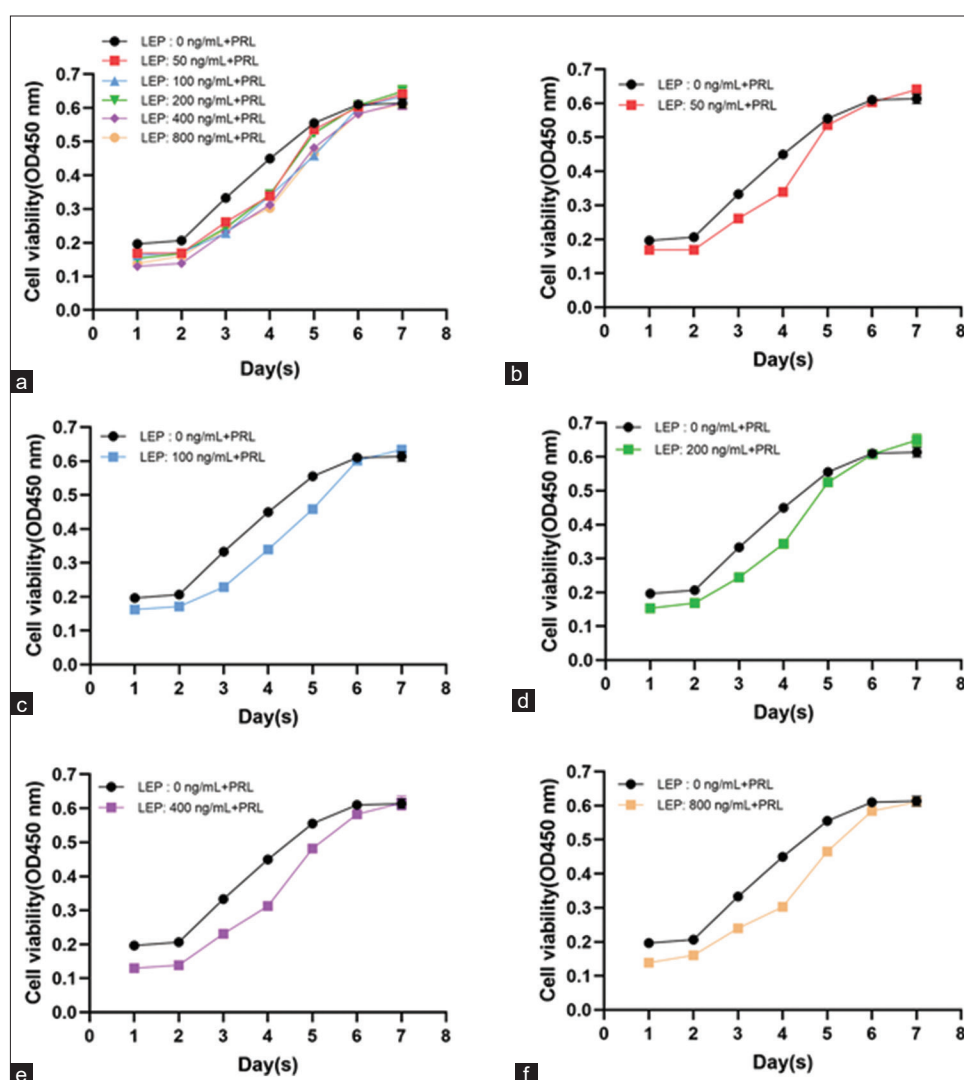 LEP : 0 ng/mL+PRL
LEP: 50 ng/mL+PRL
LEP: 100 ng/mL+PRL
LEP: 200 ng/mL+PRL
LEP: 400 ng/mL+PRL
LEP: 800 ng/mL+PRL
0.7
0.6
0.5
0.4
0.3
0.2
0.1
0.0
Cell viability(OD450 nm)
0 1 2 3 4 5 6 7 8
Day(s)
a
LEP : 0 ng/mL+PRL
LEP: 50 ng/mL+PRL
0.7
0.6
0.5
0.4
0.3
0.2
0.1
0.0
Cell viability(OD450 nm)
0 1 2 3 4 5 6 7 8
Day(s)
b
LEP : 0 ng/mL+PRL
LEP: 100 ng/mL+PRL
0.7
0.6
0.5
0.4
0.3
0.2
0.1
0.0
Cell viability(OD450 nm)
0 1 2 3 4 5 6 7 8
Day(s)
c
LEP : 0 ng/mL+PRL
LEP: 200 ng/mL+PRL
0.7
0.6
0.5
0.4
0.3
0.2
0.1
0.0
Cell viability(OD450 nm)
0 1 2 3 4 5 6 7 8
Day(s)
d
LEP : 0 ng/mL+PRL
LEP: 400 ng/mL+PRL
0.7
0.6
0.5
0.4
0.3
0.2
0.1
0.0
Cell viability(OD450 nm)
0 1 2 3 4 5 6 7 8
Day(s)
e
LEP : 0 ng/mL+PRL
LEP: 800 ng/mL+PRL
0.7
0.6
0.5
0.4
0.3
0.2
0.1
0.0
Cell viability(OD450 nm)
0 1 2 3 4 5 6 7 8
Day(s)
f